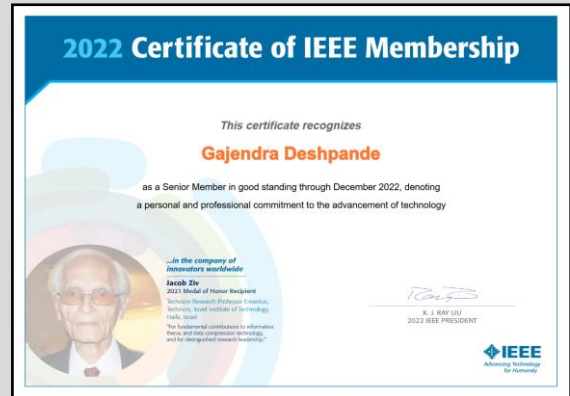 2022 Certificate of IEEE Membership
This certificate recognizes
Gajendra Deshpande
as a Senior Member in good standing through December 2022, denoting
a personal and professional commitment to the advancement of technology
...in the company of
innovators worldwide
Jacob Ziv
2021 Medal of Honor Recipient
Technion Research Professor Emeritus,
Technion, Israel Institute of Technology,
Haifa, Israel
"For fundamental contributions to information
theory and data compression technology,
and for distinguished research leadership."
K. J. RAY LIU
2022 IEEE PRESIDENT
IEEE
Advancing Technology
for Humanity